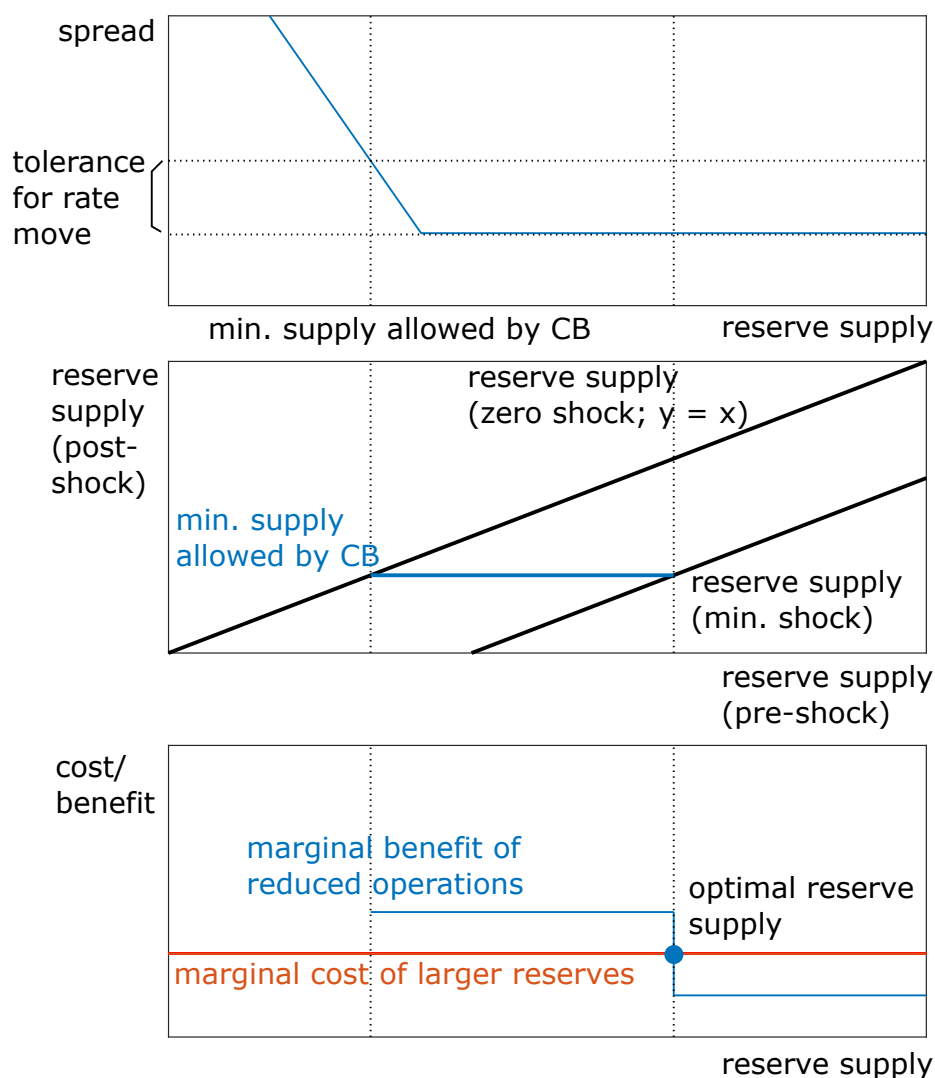 spread
tolerance
for rate
move
min. supply allowed by CB
reserve supply
reserve
supply
(post-
shock)
reserve supply
(zero shock; y = x)
min. supply
allowed by CB
reserve supply
(min. shock)
reserve supply
(pre-shock)
cost/
benefit
marginal benefit of
reduced operations
optimal reserve
supply
marginal cost of larger reserves
reserve supply